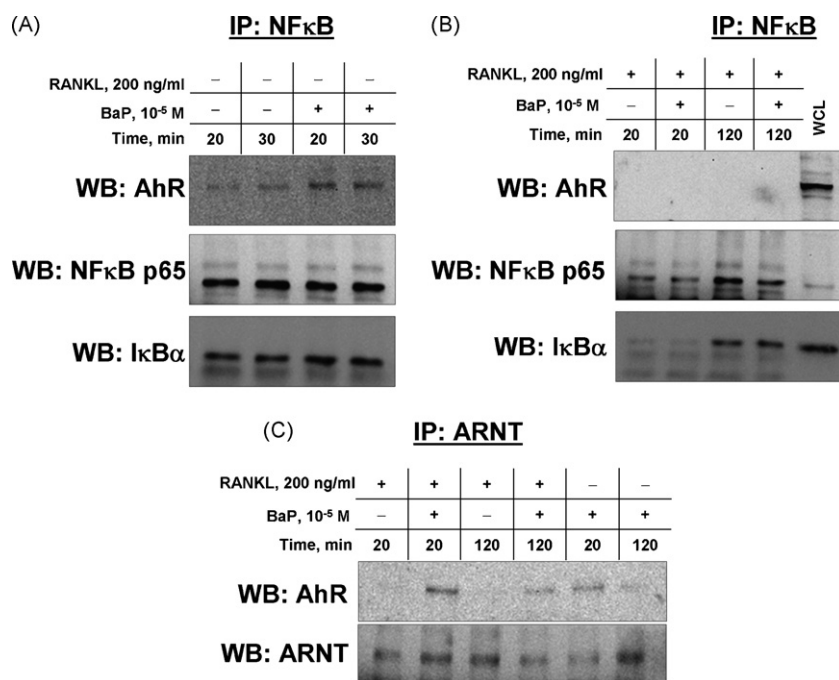 (A)
IP: NFκB
RANKL, 200 ng/ml – – – –
BaP, 10⁻⁵ M – – + +
Time, min 20 30 20 30
WB: AhR
WB: NFκB p65
WB: IκBα
(B)
IP: NFκB
RANKL, 200 ng/ml + + + +
BaP, 10⁻⁵ M – + – +
Time, min 20 20 120 120
WCL
WB: AhR
WB: NFκB p65
WB: IκBα
(C)
IP: ARNT
RANKL, 200 ng/ml + + + + – –
BaP, 10⁻⁵ M – + – + + +
Time, min 20 20 120 120 20 120
WB: AhR
WB: ARNT